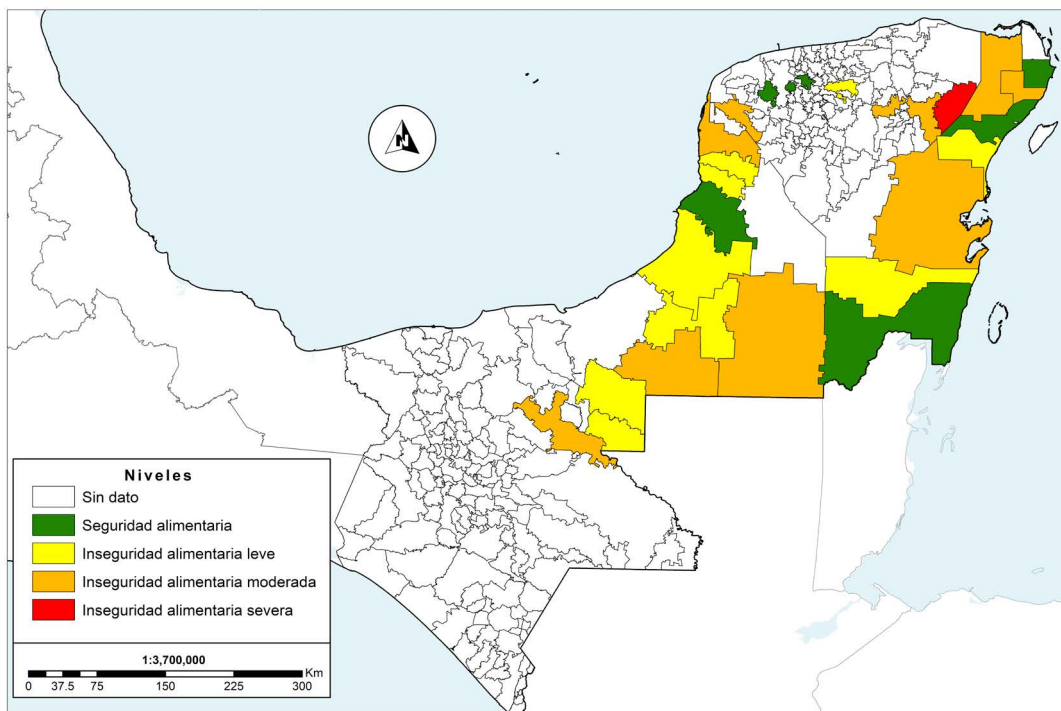 N
Niveles
Sin dato
Seguridad alimentaria
Inseguridad alimentaria leve
Inseguridad alimentaria moderada
Inseguridad alimentaria severa
1:3,700,000
Km
0 37.5 75 150 225 300